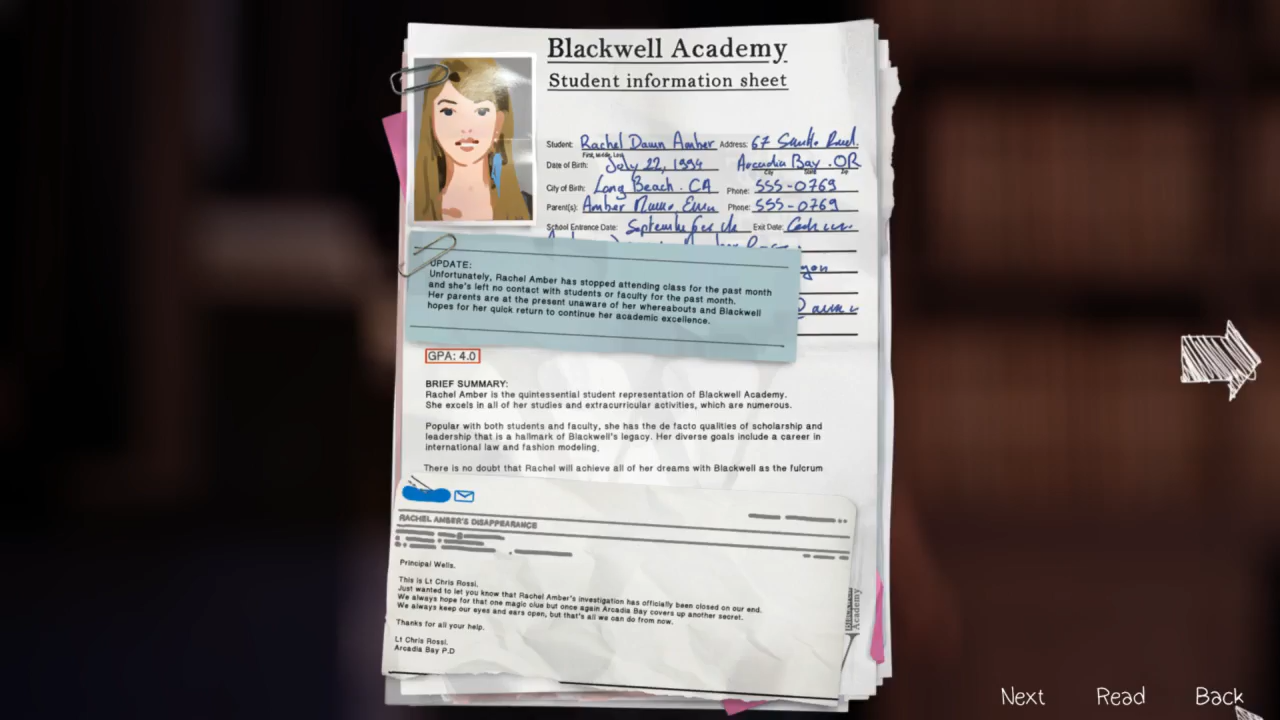 Blackwell Academy
Student information sheet
Student: Rachel Dawn Amber Address: 67
First, Middle, Last
Date of Birth: July 22, 1994 Arcadia Bay. OR
City State Zip
City of Birth: Long Beach. CA Phone: 555-0769
Parent(s): Amber Phone: 555-0769
School Entrance Date: Exit Date:
UPDATE:
Unfortunately, Rachel Amber has stopped attending class for the past month
and she's left no contact with students or faculty for the past month.
Her parents are at the present unaware of her whereabouts and Blackwell
hopes for her quick return to continue her academic excellence.
GPA: 4.0
BRIEF SUMMARY:
Rachel Amber is the quintessential student representation of Blackwell Academy.
She excels in all of her studies and extracurricular activities, which are numerous.
Popular with both students and faculty, she has the de facto qualities of scholarship and
leadership that is a hallmark of Blackwell's legacy. Her diverse goals include a career in
international law and fashion modeling.
There is no doubt that Rachel will achieve all of her dreams with Blackwell as the fulcrum
RACHEL AMBER'S DISAPPEARANCE
Principal Wells,
This is Lt Chris Rossi.
Just wanted to let you know that Rachel Amber's investigation has officially been closed on our end.
We always hope for that one magic clue but once again Arcadia Bay covers up another secret.
We always keep our eyes and ears open, but that's all we can do from now.
Thanks for all your help.
Lt Chris Rossi.
Arcadia Bay P.D
Academy
Next Read Back